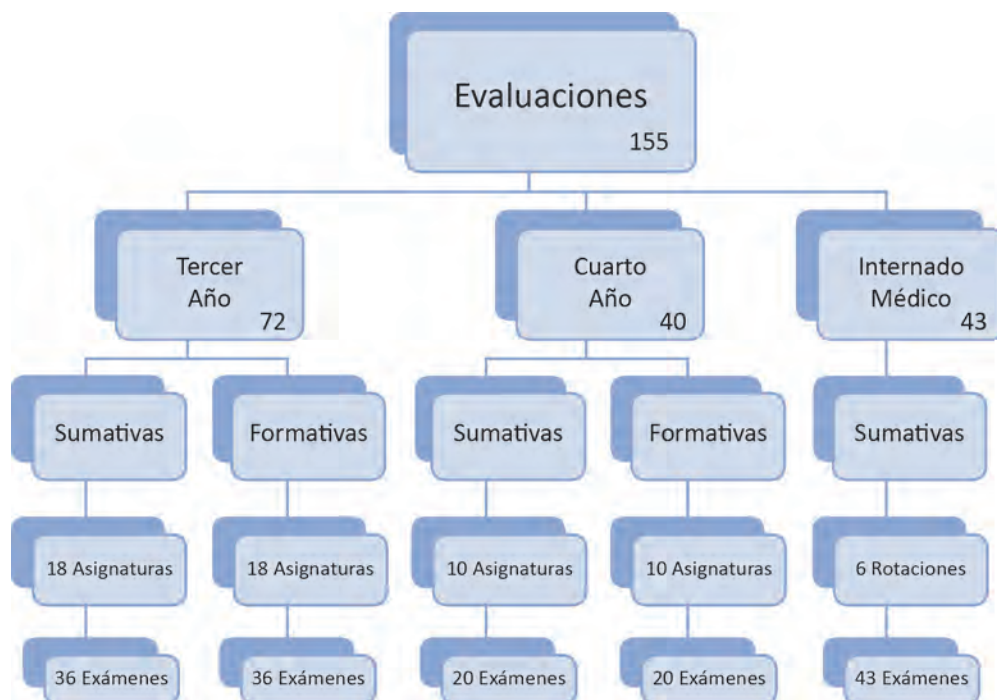 Evaluaciones
155
Tercer
Año
72
Cuarto
Año
40
Internado
Médico
43
Sumativas
Formativas
Sumativas
Formativas
Sumativas
18 Asignaturas
18 Asignaturas
10 Asignaturas
10 Asignaturas
6 Rotaciones
36 Exámenes
36 Exámenes
20 Exámenes
20 Exámenes
43 Exámenes